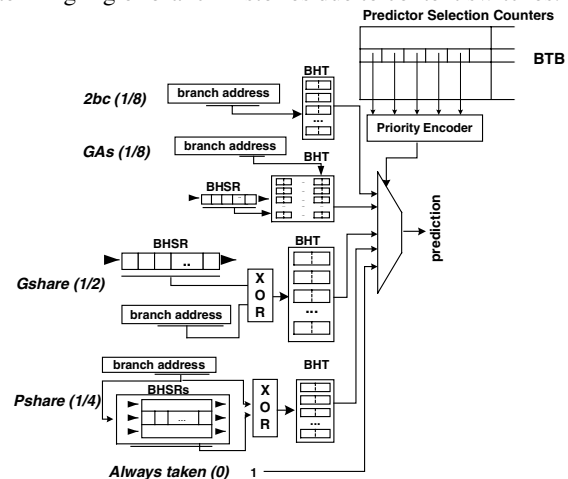 Predictor Selection Counters
BTB
BHT
2bc (1/8)
branch address
...
Priority Encoder
GAs (1/8)
branch address
BHT
BHSR
prediction
BHSR
BHT
..
Gshare (1/2)
X
O
R
branch address
...
branch address
BHT
BHSRs
Pshare (1/4)
...
X
O
R
...
Always taken (0)
1